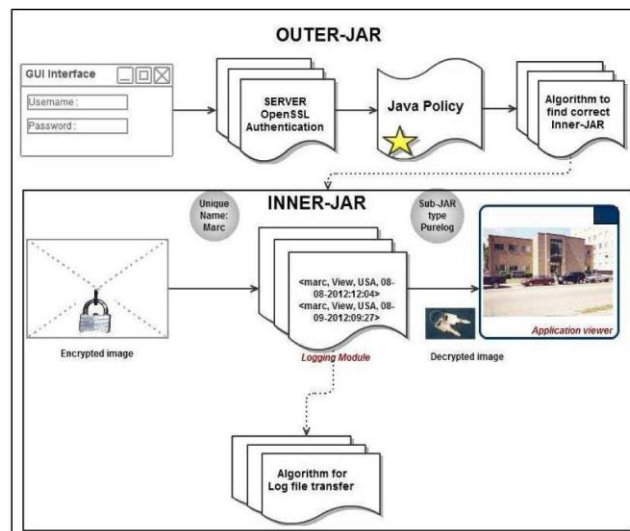 OUTER-JAR
GUI Interface
Username :
Password :
SERVER
OpenSSL
Authentication
Java Policy
Algorithm to
find correct
Inner-JAR
INNER-JAR
Unique
Name:
Marc
Sub-JAR
type
Purelog
<marc, View, USA, 08-
08-2012:12:04>
<marc, View, USA, 08-
09-2012:09:27>
Logging Module
Encrypted image
Decrypted image
Application viewer
Algorithm for
Log file transfer